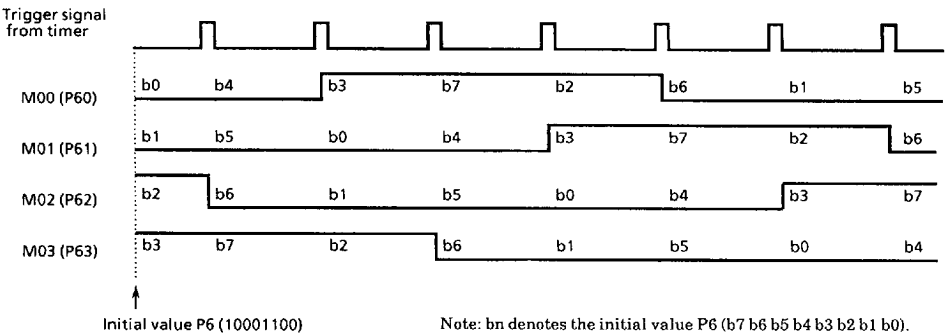 Trigger signal
from timer
M00 (P60)
b0 b4 b3 b7 b2 b6 b1 b5
M01 (P61)
b1 b5 b0 b4 b3 b7 b2 b6
M02 (P62)
b2 b6 b1 b5 b0 b4 b3 b7
M03 (P63)
b3 b7 b2 b6 b1 b5 b0 b4
Initial value P6 (10001100)
Note: bn denotes the initial value P6 (b7 b6 b5 b4 b3 b2 b1 b0).